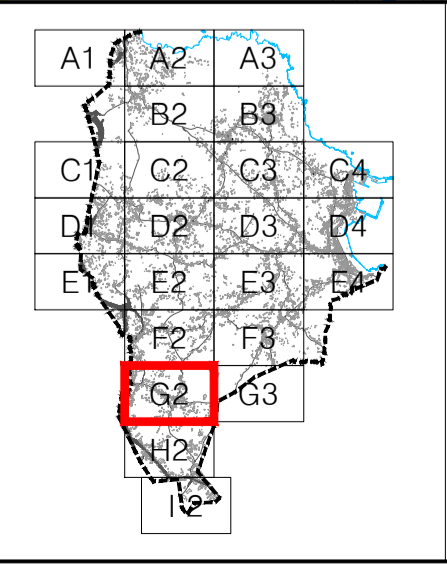 A1 A2 A3
B2 B3
C1 C2 C3 C4
D1 D2 D3 D4
E1 E2 E3 E4
F2 F3
G2 G3
H2
I 2